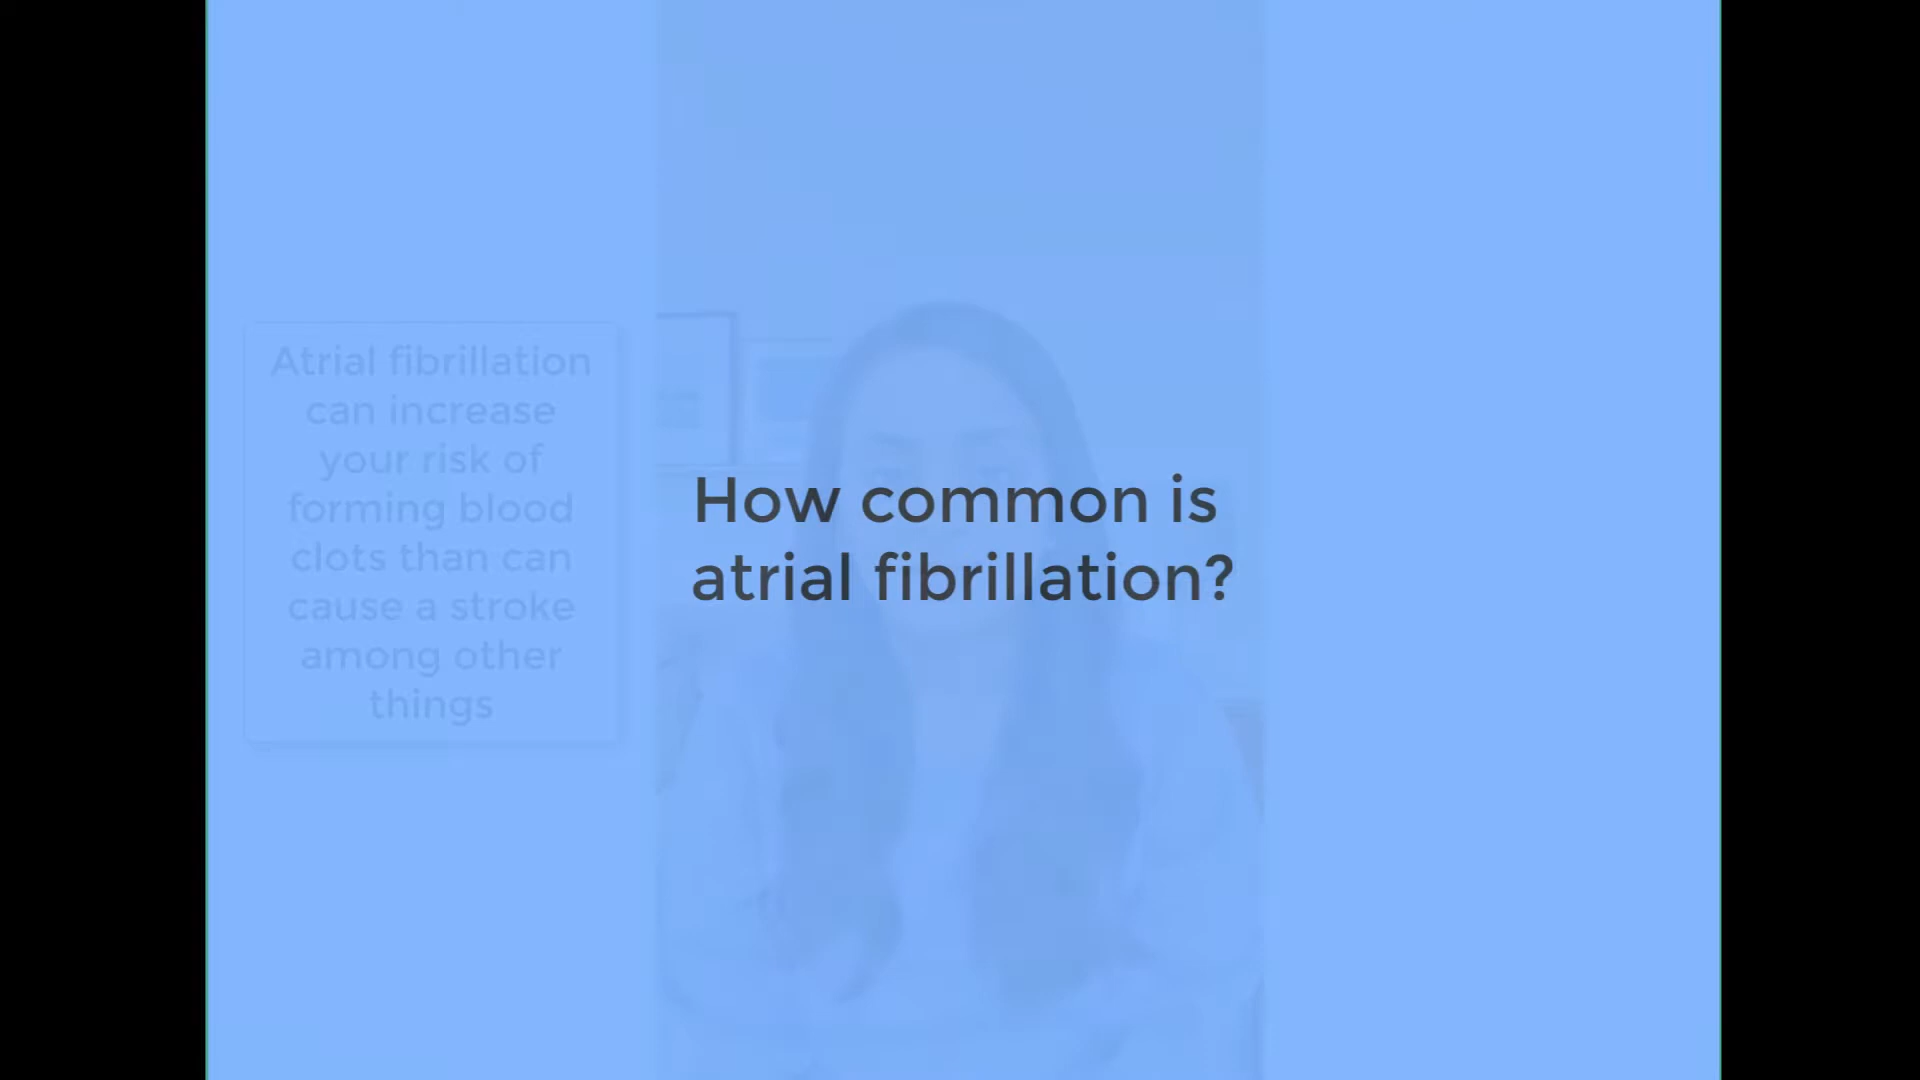 Atrial fibrillation
can increase
your risk of
forming blood
clots than can
cause a stroke
among other
things
How common is
atrial fibrillation?